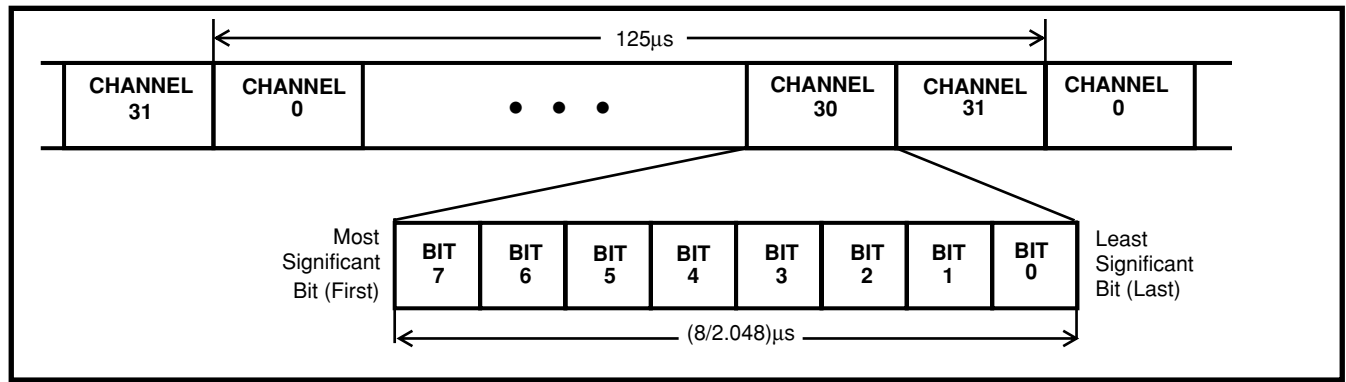 125µs
CHANNEL 31
CHANNEL 0
• • •
CHANNEL 30
CHANNEL 31
CHANNEL 0
Most
Significant
Bit (First)
BIT 7
BIT 6
BIT 5
BIT 4
BIT 3
BIT 2
BIT 1
BIT 0
Least
Significant
Bit (Last)
(8/2.048)µs